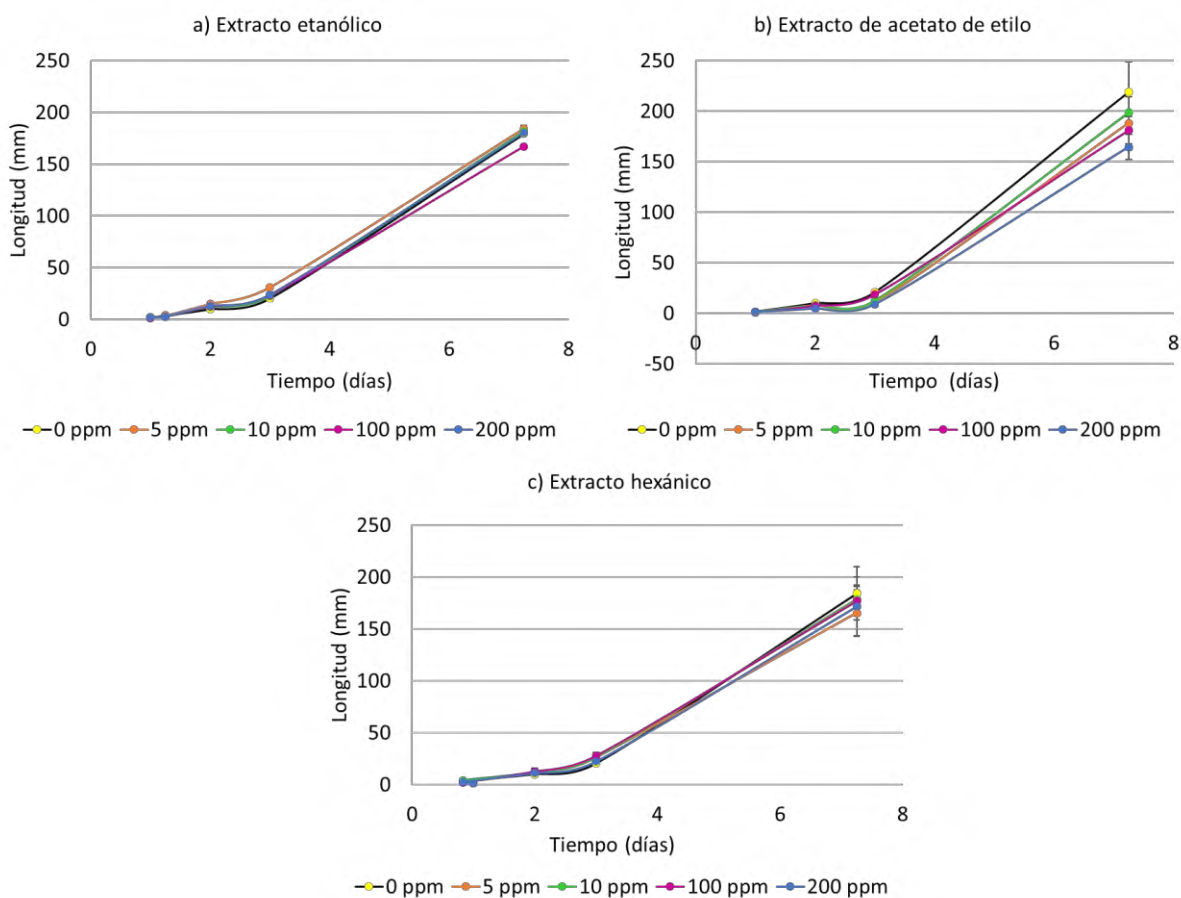 a) Extracto etanólico
250
200
150
100
50
0
Longitud (mm)
0 2 4 6 8
Tiempo (días)
0 ppm 5 ppm 10 ppm 100 ppm 200 ppm
b) Extracto de acetato de etilo
250
200
150
100
50
0
-50
Longitud (mm)
0 2 4 6 8
Tiempo (días)
0 ppm 5 ppm 10 ppm 100 ppm 200 ppm
c) Extracto hexánico
250
200
150
100
50
0
Longitud (mm)
0 2 4 6 8
Tiempo (días)
0 ppm 5 ppm 10 ppm 100 ppm 200 ppm